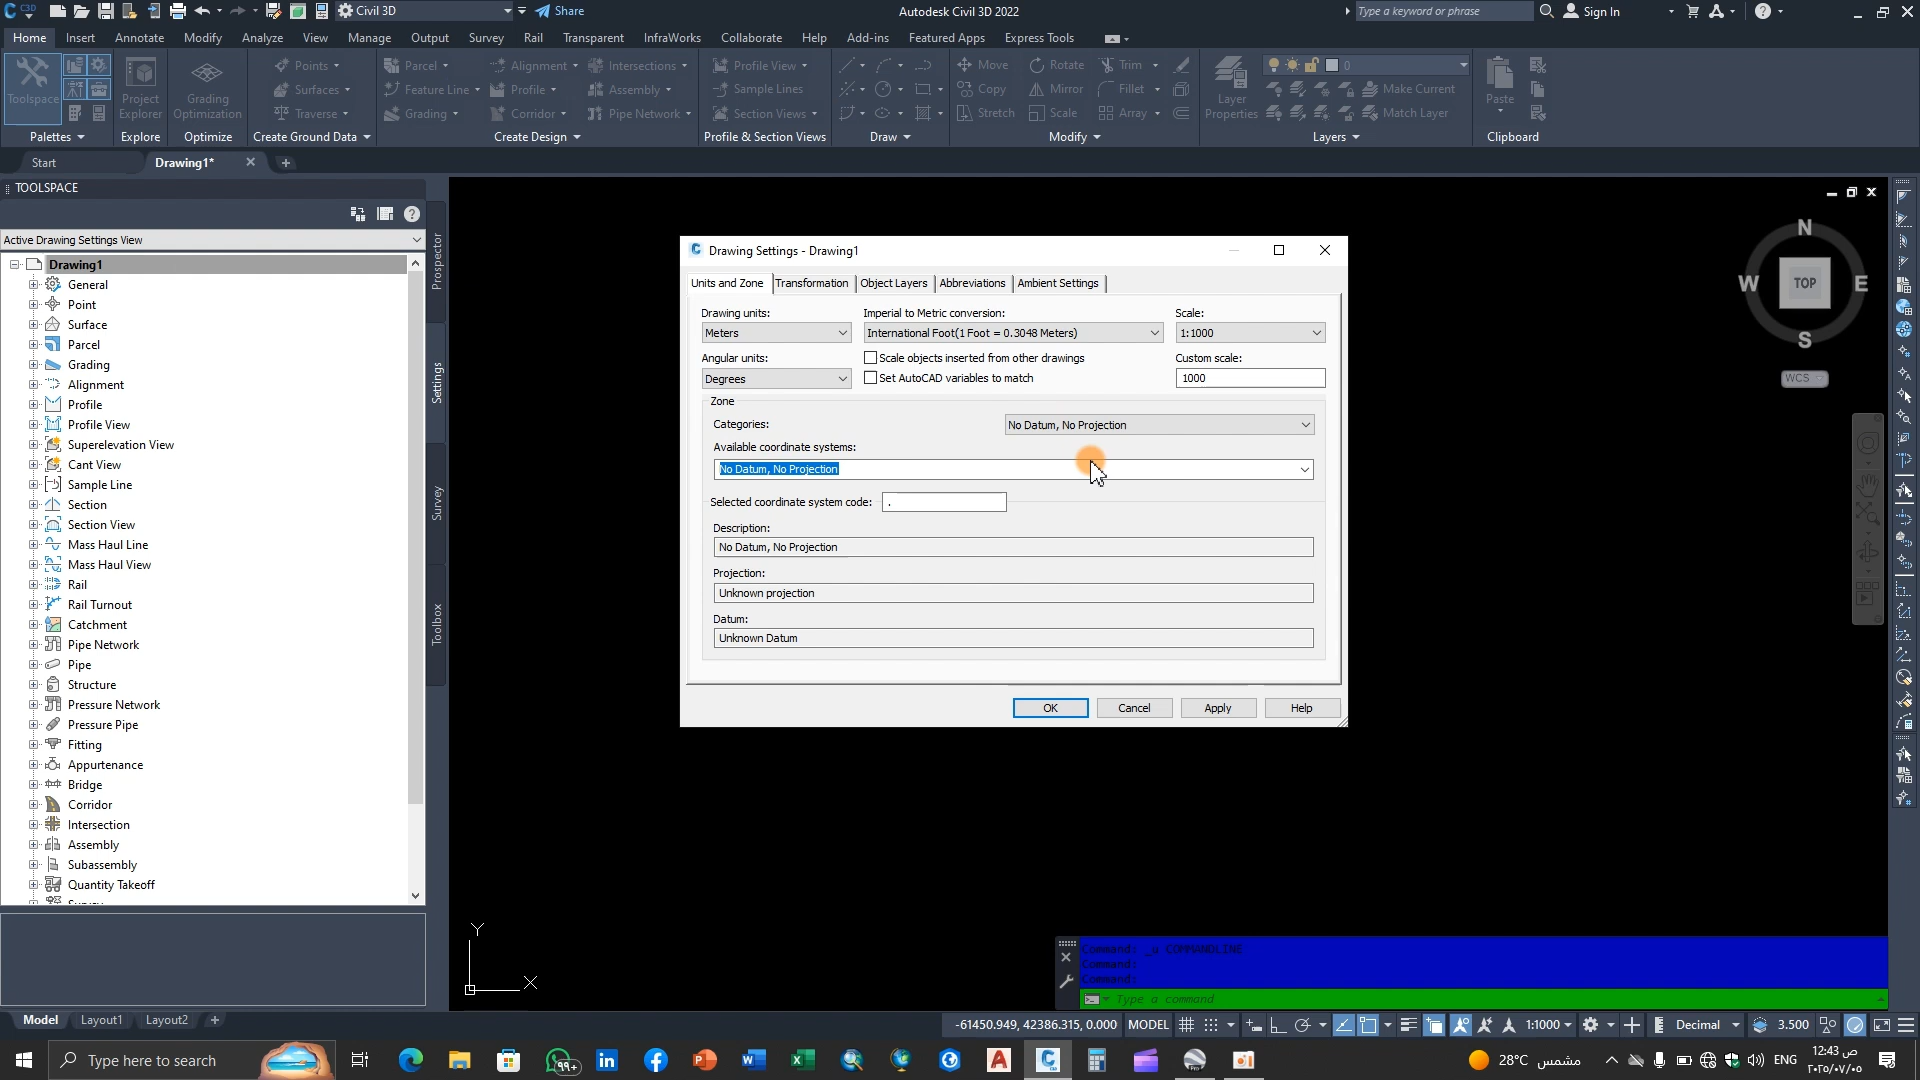 Civil 3D
Share
Autodesk Civil 3D 2022
Type a keyword or phrase
Sign In
Home
Insert
Annotate
Modify
Analyze
View
Manage
Output
Survey
Rail
Transparent
InfraWorks
Collaborate
Help
Add-ins
Featured Apps
Express Tools
Toolspace
Project Explorer
Grading Optimization
Points
Surfaces
Traverse
Parcel
Feature Line
Grading
Alignment
Profile
Corridor
Intersections
Assembly
Pipe Network
Profile View
Sample Lines
Section Views
Move
Copy
Stretch
Rotate
Mirror
Scale
Trim
Fillet
Array
Layer Properties
0
Make Current
Match Layer
Paste
Palettes
Explore
Optimize
Create Ground Data
Create Design
Profile & Section Views
Draw
Modify
Layers
Clipboard
Start
Drawing1*
TOOLSPACE
Active Drawing Settings View
Prospector
Settings
Survey
Toolbox
Drawing1
General
Point
Surface
Parcel
Grading
Alignment
Profile
Profile View
Superelevation View
Cant View
Sample Line
Section
Section View
Mass Haul Line
Mass Haul View
Rail
Rail Turnout
Catchment
Pipe Network
Pipe
Structure
Pressure Network
Pressure Pipe
Fitting
Appurtenance
Bridge
Corridor
Intersection
Assembly
Subassembly
Quantity Takeoff
Drawing Settings - Drawing1
Units and Zone
Transformation
Object Layers
Abbreviations
Ambient Settings
Drawing units:
Imperial to Metric conversion:
Scale:
Meters
International Foot(1 Foot = 0.3048 Meters)
1:1000
Angular units:
Scale objects inserted from other drawings
Custom scale:
Degrees
Set AutoCAD variables to match
1000
Zone
Categories:
No Datum, No Projection
Available coordinate systems:
No Datum, No Projection
Selected coordinate system code:
.
Description:
No Datum, No Projection
Projection:
Unknown projection
Datum:
Unknown Datum
OK
Cancel
Apply
Help
N
W
TOP
E
S
WCS
Y
X
Command: _u COMMANDLINE
Command:
Command:
Type a command
Model
Layout1
Layout2
-61450.949, 42386.315, 0.000
MODEL
1:1000
Decimal
3.500
Type here to search
99+
28°C
مشمس
ENG
12:43 ص
٢٠٢٥/٠٧/٠٥